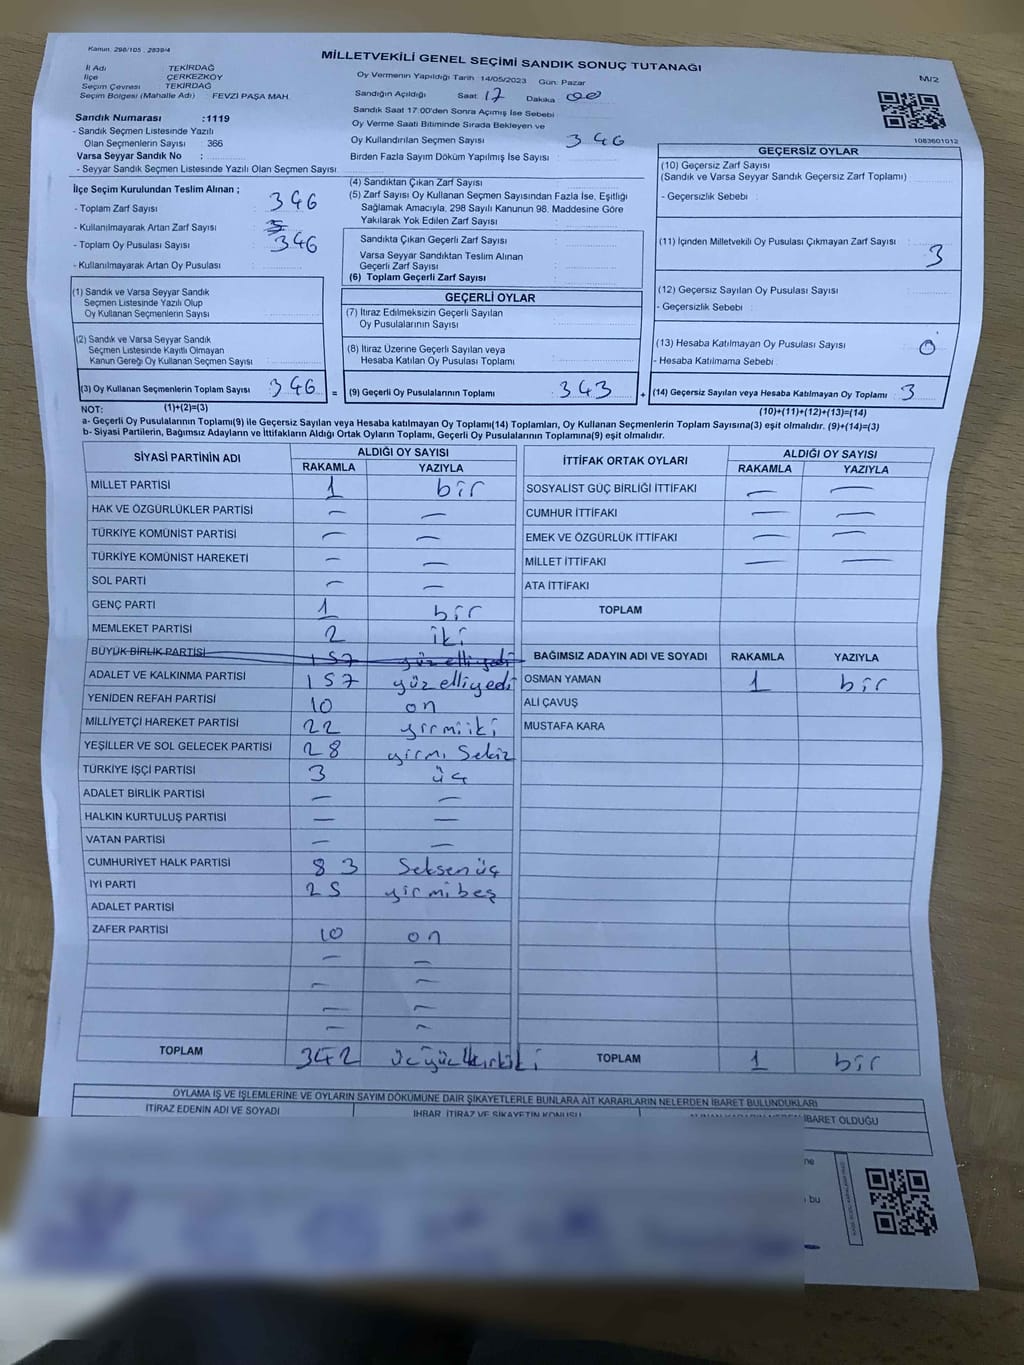 Kanun. 298/105 , 2839/4
MİLLETVEKİLİ GENEL SEÇİMİ SANDIK SONUÇ TUTANAĞI
M/2
İl Adı : TEKİRDAĞ
İlçe : ÇERKEZKÖY
Seçim Çevresi : TEKİRDAĞ
Seçim Bölgesi (Mahalle Adı) : FEVZİ PAŞA MAH.
Sandık Numarası :1119
- Sandık Seçmen Listesinde Yazılı
Olan Seçmenlerin Sayısı : 366
Varsa Seyyar Sandık No :
- Seyyar Sandık Seçmen Listesinde Yazılı Olan Seçmen Sayısı :
Oy Vermenin Yapıldığı Tarih : 14/05/2023 Gün: Pazar
Sandığın Açıldığı Saat: 17 Dakika 00
Sandık Saat 17:00'den Sonra Açımış İse Sebebi :
Oy Verme Saati Bitiminde Sırada Bekleyen ve
Oy Kullandırılan Seçmen Sayısı : 346
Birden Fazla Sayım Döküm Yapılmış İse Sayısı :
1083601012
İlçe Seçim Kurulundan Teslim Alınan ;
- Toplam Zarf Sayısı : 346
- Kullanılmayarak Artan Zarf Sayısı :
- Toplam Oy Pusulası Sayısı : 346
- Kullanılmayarak Artan Oy Pusulası :
(4) Sandıktan Çıkan Zarf Sayısı :
(5) Zarf Sayısı Oy Kullanan Seçmen Sayısından Fazla İse, Eşitliği
Sağlamak Amacıyla, 298 Sayılı Kanunun 98. Maddesine Göre
Yakılarak Yok Edilen Zarf Sayısı :
Sandıkta Çıkan Geçerli Zarf Sayısı :
Varsa Seyyar Sandıktan Teslim Alınan
Geçerli Zarf Sayısı :
(6) Toplam Geçerli Zarf Sayısı :
GEÇERSİZ OYLAR
(10) Geçersiz Zarf Sayısı
(Sandık ve Varsa Seyyar Sandık Geçersiz Zarf Toplamı) :
- Geçersizlik Sebebi :
(11) İçinden Milletvekili Oy Pusulası Çıkmayan Zarf Sayısı : 3
(12) Geçersiz Sayılan Oy Pusulası Sayısı :
- Geçersizlik Sebebi :
(13) Hesaba Katılmayan Oy Pusulası Sayısı : 0
- Hesaba Katılmama Sebebi :
(14) Geçersiz Sayılan veya Hesaba Katılmayan Oy Toplamı : 3
(10)+(11)+(12)+(13)=(14)
(1) Sandık ve Varsa Seyyar Sandık
Seçmen Listesinde Yazılı Olup
Oy Kullanan Seçmenlerin Sayısı :
(2) Sandık ve Varsa Seyyar Sandık
Seçmen Listesinde Kayıtlı Olmayan
Kanun Gereği Oy Kullanan Seçmen Sayısı :
(3) Oy Kullanan Seçmenlerin Toplam Sayısı : 346 =
GEÇERLİ OYLAR
(7) İtiraz Edilmeksizin Geçerli Sayılan
Oy Pusulalarının Sayısı :
(8) İtiraz Üzerine Geçerli Sayılan veya
Hesaba Katılan Oy Pusulası Toplamı :
(9) Geçerli Oy Pusulalarının Toplamı : 343 +
NOT: (1)+(2)=(3)
a- Geçerli Oy Pusulalarının Toplamı(9) ile Geçersiz Sayılan veya Hesaba katılmayan Oy Toplamı(14) Toplamları, Oy Kullanan Seçmenlerin Toplam Sayısına(3) eşit olmalıdır. (9)+(14)=(3)
b- Siyasi Partilerin, Bağımsız Adayların ve İttifakların Aldığı Ortak Oyların Toplamı, Geçerli Oy Pusulalarının Toplamına(9) eşit olmalıdır.
SİYASİ PARTİNİN ADI ALDIĞI OY SAYISI
RAKAMLA YAZIYLA
MİLLET PARTİSİ 1 bir
HAK VE ÖZGÜRLÜKLER PARTİSİ — —
TÜRKİYE KOMÜNİST PARTİSİ — —
TÜRKİYE KOMÜNİST HAREKETİ — —
SOL PARTİ — —
GENÇ PARTİ 1 bir
MEMLEKET PARTİSİ 2 iki
BÜYÜK BİRLİK PARTİSİ 157 yüzelliyedi
ADALET VE KALKINMA PARTİSİ 157 yüzelliyedi
YENİDEN REFAH PARTİSİ 10 on
MİLLİYETÇİ HAREKET PARTİSİ 22 yirmiiki
YEŞİLLER VE SOL GELECEK PARTİSİ 28 yirmi Sekiz
TÜRKİYE İŞÇİ PARTİSİ 3 üç
ADALET BİRLİK PARTİSİ — —
HALKIN KURTULUŞ PARTİSİ — —
VATAN PARTİSİ — —
CUMHURİYET HALK PARTİSİ 83 Seksenüç
İYİ PARTİ 25 yirmibeş
ADALET PARTİSİ
ZAFER PARTİSİ 10 on
— —
— —
— —
— —
TOPLAM 342 Üçyüzkırkiki
İTTİFAK ORTAK OYLARI ALDIĞI OY SAYISI
RAKAMLA YAZIYLA
SOSYALİST GÜÇ BİRLİĞİ İTTİFAKI — —
CUMHUR İTTİFAKI — —
EMEK VE ÖZGÜRLÜK İTTİFAKI — —
MİLLET İTTİFAKI — —
ATA İTTİFAKI
TOPLAM
BAĞIMSIZ ADAYIN ADI VE SOYADI RAKAMLA YAZIYLA
OSMAN YAMAN 1 bir
ALİ ÇAVUŞ
MUSTAFA KARA
TOPLAM 1 bir
OYLAMA İŞ VE İŞLEMLERİNE VE OYLARIN SAYIM DÖKÜMÜNE DAİR ŞİKAYETLERLE BUNLARA AİT KARARLARIN NELERDEN İBARET BULUNDUKLARI
İTİRAZ EDENİN ADI VE SOYADI
İHBAR, İTİRAZ VE ŞİKAYETİN KONUSU
İBARET OLDUĞU
ne
bu